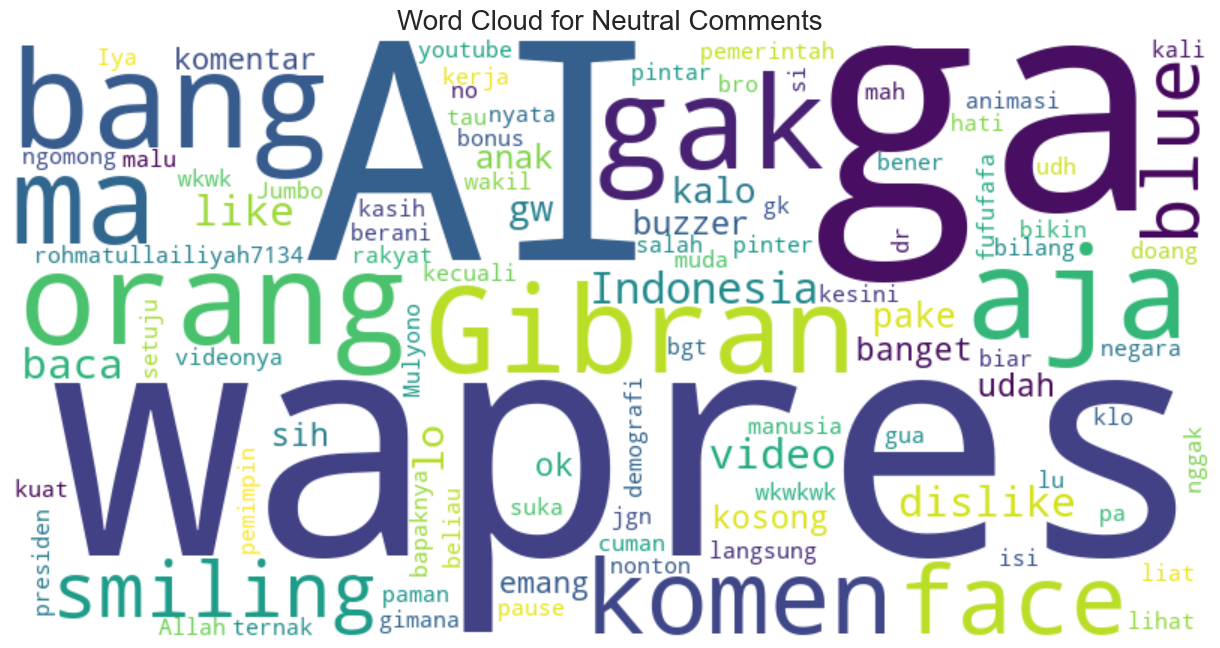 Word Cloud for Neutral Comments
bang
Iya
komentar
AI
youtube
kerja
no
tau
nyata
bonus
anak
wakil
pintar
pemerintah
bro
si
gak
ga
mah
animasi
hati
kali
blue
ngomong
malu
wkwk
Jumbo
ma
like
kasih
berani
gw
kalo
buzzer
gk
bener
udh
dr
fufufafa
bikin
bilang
doang
rohmatullailiyah7134
rakyat
kecuali
salah
muda
pinter
orang
Gibran
Indonesia
kesini
aja
pake
baca
setuju
videonya
Mulyono
bgt
banget
biar
negara
udah
wapres
sih
lo
ok
demografi
manusia
video
gua
klo
nggak
kuat
pemimpin
bapaknya
beliau
suka
jgn
wkwkwk
kosong
dislike
lu
pa
presiden
smiling
cuman
langsung
isi
nonton
emang
komen
face
liat
lihat
paman
pause
gimana
Allah
ternak